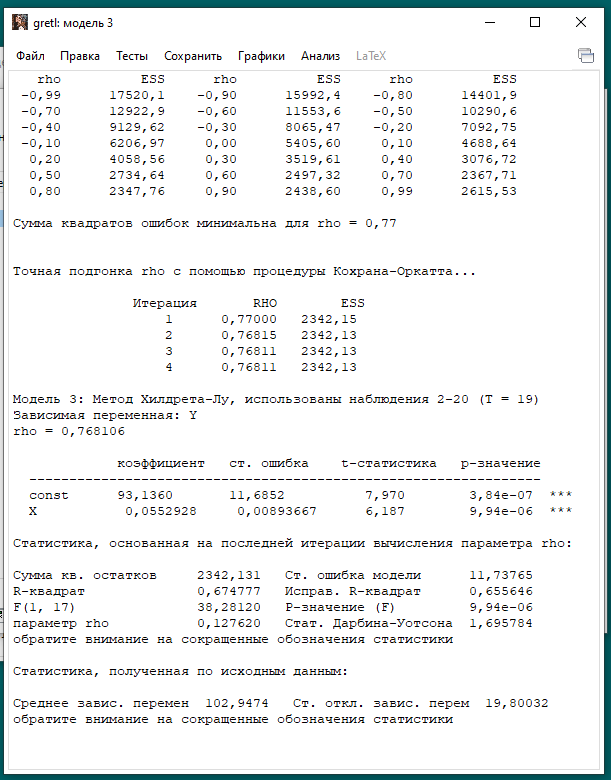 gretl: модель 3
Файл Правка Тесты Сохранить Графики Анализ LaTeX
rho ESS rho ESS rho ESS
-0,99 17520,1 -0,90 15992,4 -0,80 14401,9
-0,70 12922,9 -0,60 11553,6 -0,50 10290,6
-0,40 9129,62 -0,30 8065,47 -0,20 7092,75
-0,10 6206,97 0,00 5405,60 0,10 4688,64
0,20 4058,56 0,30 3519,61 0,40 3076,72
0,50 2734,64 0,60 2497,32 0,70 2367,71
0,80 2347,76 0,90 2438,60 0,99 2615,53
Сумма квадратов ошибок минимальна для rho = 0,77
Точная подгонка rho с помощью процедуры Кохрана-Оркатта...
Итерация RHO ESS
1 0,77000 2342,15
2 0,76815 2342,13
3 0,76811 2342,13
4 0,76811 2342,13
Модель 3: Метод Хилдрета-Лу, использованы наблюдения 2-20 (T = 19)
Зависимая переменная: Y
rho = 0,768106
коэффициент ст. ошибка t-статистика p-значение
----------------------------------------------------------------
const 93,1360 11,6852 7,970 3,84e-07 ***
X 0,0552928 0,00893667 6,187 9,94e-06 ***
Статистика, основанная на последней итерации вычисления параметра rho:
Сумма кв. остатков 2342,131 Ст. ошибка модели 11,73765
R-квадрат 0,674777 Исправ. R-квадрат 0,655646
F(1, 17) 38,28120 Р-значение (F) 9,94e-06
параметр rho 0,127620 Стат. Дарбина-Уотсона 1,695784
обратите внимание на сокращенные обозначения статистики
Статистика, полученная по исходным данным:
Среднее завис. перемен 102,9474 Ст. откл. завис. перем 19,80032
обратите внимание на сокращенные обозначения статистики